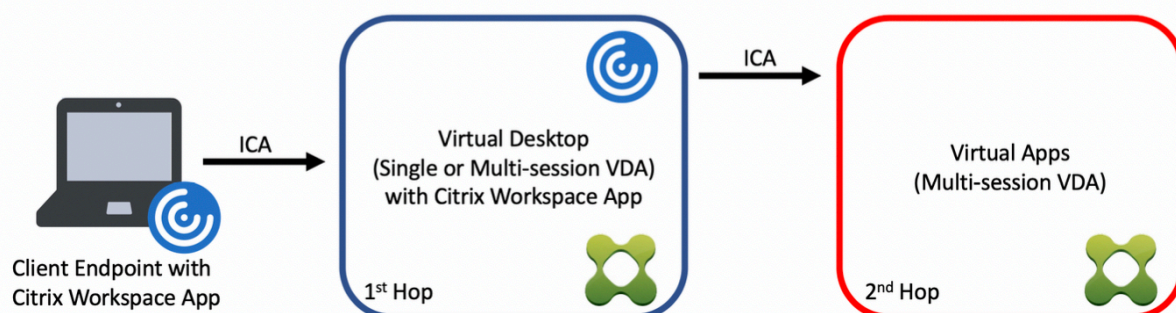 ICA
Client Endpoint with
Citrix Workspace App
Virtual Desktop
(Single or Multi-session VDA)
with Citrix Workspace App
1st Hop
ICA
Virtual Apps
(Multi-session VDA)
2nd Hop